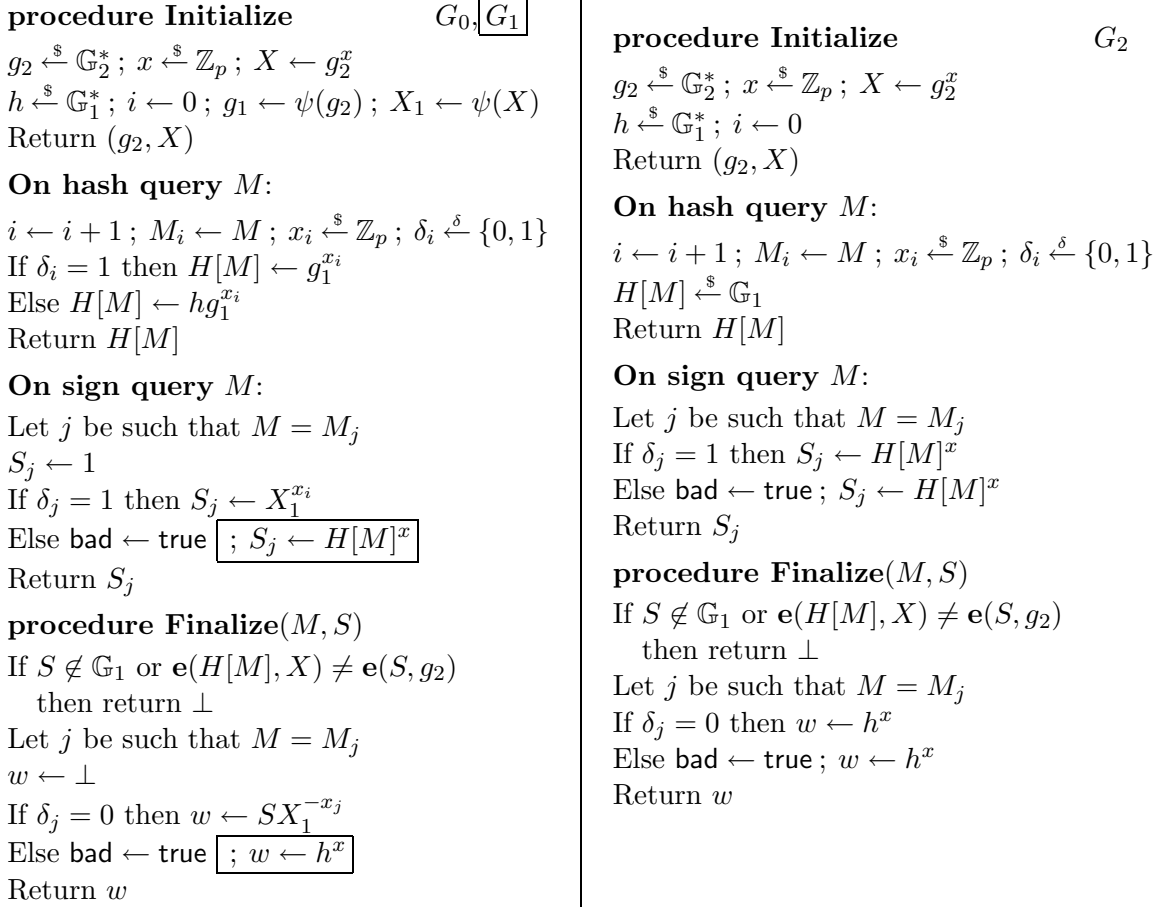 procedure Initialize G₀, G₁
g₂ ←$ 𝔾₂* ; x ←$ ℤₚ ; X ← g₂ˣ
h ←$ 𝔾₁* ; i ← 0 ; g₁ ← ψ(g₂) ; X₁ ← ψ(X)
Return (g₂, X)
On hash query M:
i ← i + 1 ; Mᵢ ← M ; xᵢ ←$ ℤₚ ; δᵢ ←δ {0, 1}
If δᵢ = 1 then H[M] ← g₁^{xᵢ}
Else H[M] ← hg₁^{xᵢ}
Return H[M]
On sign query M:
Let j be such that M = Mⱼ
Sⱼ ← 1
If δⱼ = 1 then Sⱼ ← X₁^{xᵢ}
Else bad ← true ; Sⱼ ← H[M]ˣ
Return Sⱼ
procedure Finalize(M, S)
If S ∉ 𝔾₁ or e(H[M], X) ≠ e(S, g₂)
then return ⊥
Let j be such that M = Mⱼ
w ← ⊥
If δⱼ = 0 then w ← SX₁^{−xⱼ}
Else bad ← true ; w ← hˣ
Return w
procedure Initialize G₂
g₂ ←$ 𝔾₂* ; x ←$ ℤₚ ; X ← g₂ˣ
h ←$ 𝔾₁* ; i ← 0
Return (g₂, X)
On hash query M:
i ← i + 1 ; Mᵢ ← M ; xᵢ ←$ ℤₚ ; δᵢ ←δ {0, 1}
H[M] ←$ 𝔾₁
Return H[M]
On sign query M:
Let j be such that M = Mⱼ
If δⱼ = 1 then Sⱼ ← H[M]ˣ
Else bad ← true ; Sⱼ ← H[M]ˣ
Return Sⱼ
procedure Finalize(M, S)
If S ∉ 𝔾₁ or e(H[M], X) ≠ e(S, g₂)
then return ⊥
Let j be such that M = Mⱼ
If δⱼ = 0 then w ← hˣ
Else bad ← true ; w ← hˣ
Return w